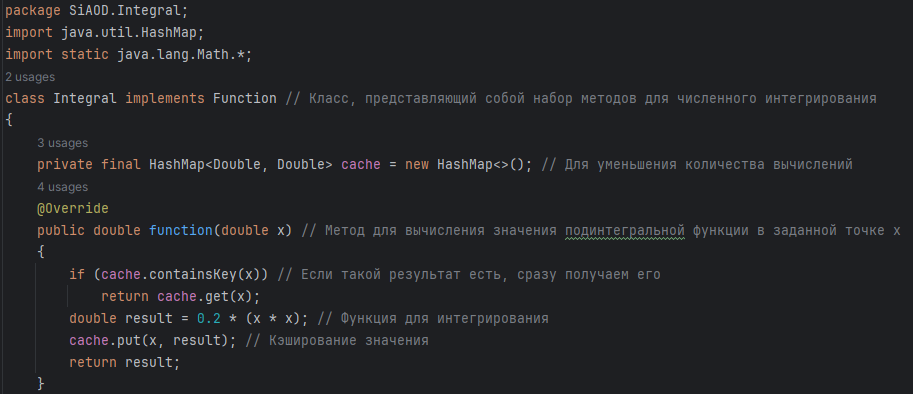 package SiAOD.Integral;
import java.util.HashMap;
import static java.lang.Math.*;
2 usages
class Integral implements Function // Класс, представляющий собой набор методов для численного интегрирования
{
3 usages
private final HashMap<Double, Double> cache = new HashMap<>(); // Для уменьшения количества вычислений
4 usages
@Override
public double function(double x) // Метод для вычисления значения подинтегральной функции в заданной точке x
{
if (cache.containsKey(x)) // Если такой результат есть, сразу получаем его
return cache.get(x);
double result = 0.2 * (x * x); // Функция для интегрирования
cache.put(x, result); // Кэширование значения
return result;
}